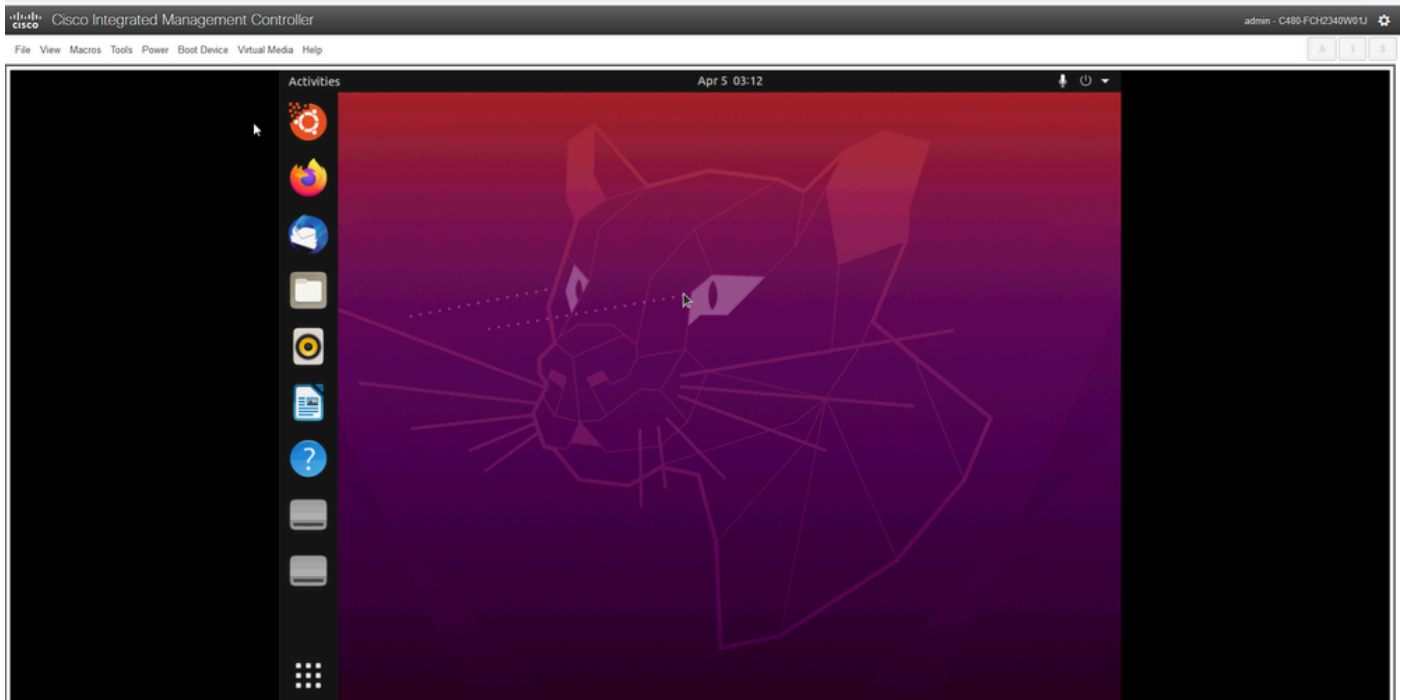 CISCO Cisco Integrated Management Controller admin - C480-FCH2340W01J
File View Macros Tools Power Boot Device Virtual Media Help
Activities Apr 5 03:12
?